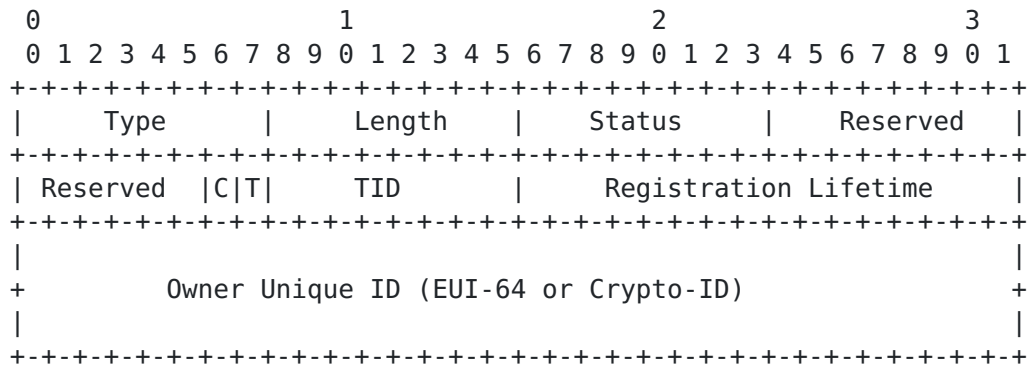 0                   1                   2                   3
 0 1 2 3 4 5 6 7 8 9 0 1 2 3 4 5 6 7 8 9 0 1 2 3 4 5 6 7 8 9 0 1
+-+-+-+-+-+-+-+-+-+-+-+-+-+-+-+-+-+-+-+-+-+-+-+-+-+-+-+-+-+-+-+-+
|     Type      |     Length    |    Status     |    Reserved   |
+-+-+-+-+-+-+-+-+-+-+-+-+-+-+-+-+-+-+-+-+-+-+-+-+-+-+-+-+-+-+-+-+
| Reserved  |C|T|     TID       |     Registration Lifetime     |
+-+-+-+-+-+-+-+-+-+-+-+-+-+-+-+-+-+-+-+-+-+-+-+-+-+-+-+-+-+-+-+-+
|                                                               |
+         Owner Unique ID (EUI-64 or Crypto-ID)                 +
|                                                               |
+-+-+-+-+-+-+-+-+-+-+-+-+-+-+-+-+-+-+-+-+-+-+-+-+-+-+-+-+-+-+-+-+